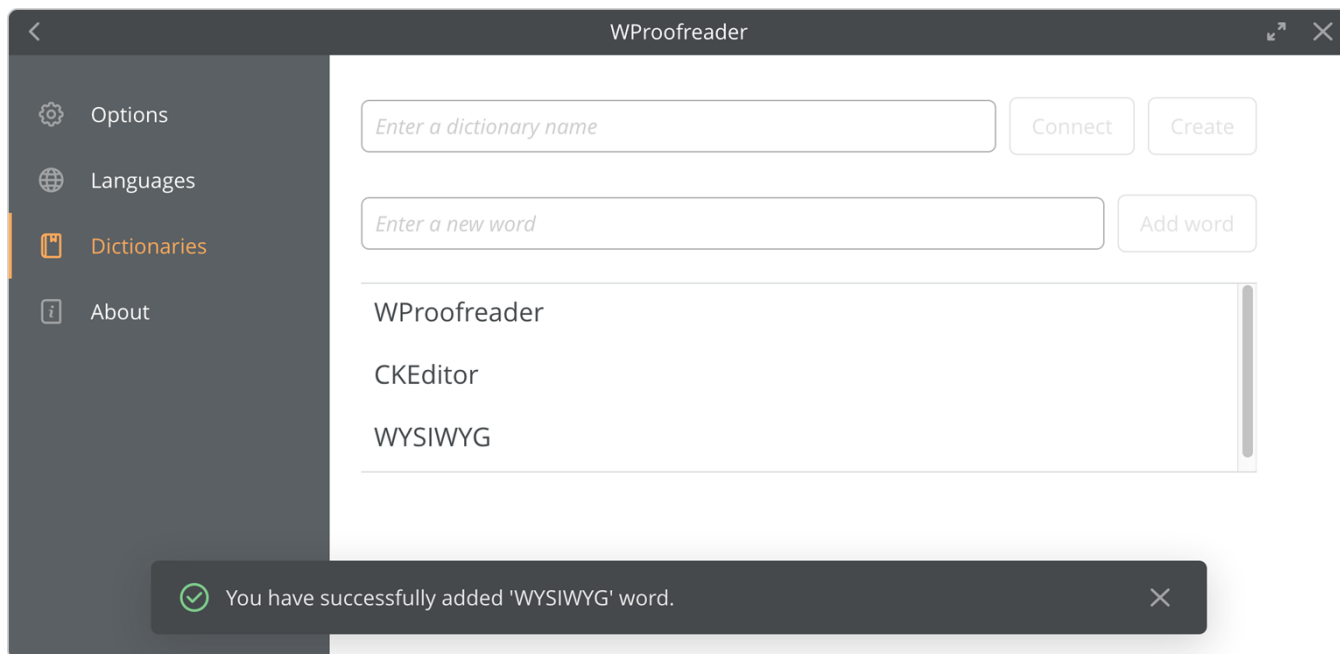 WProofreader
Options
Languages
Dictionaries
About
Enter a dictionary name
Connect
Create
Enter a new word
Add word
WProofreader
CKEditor
WYSIWYG
You have successfully added 'WYSIWYG' word.